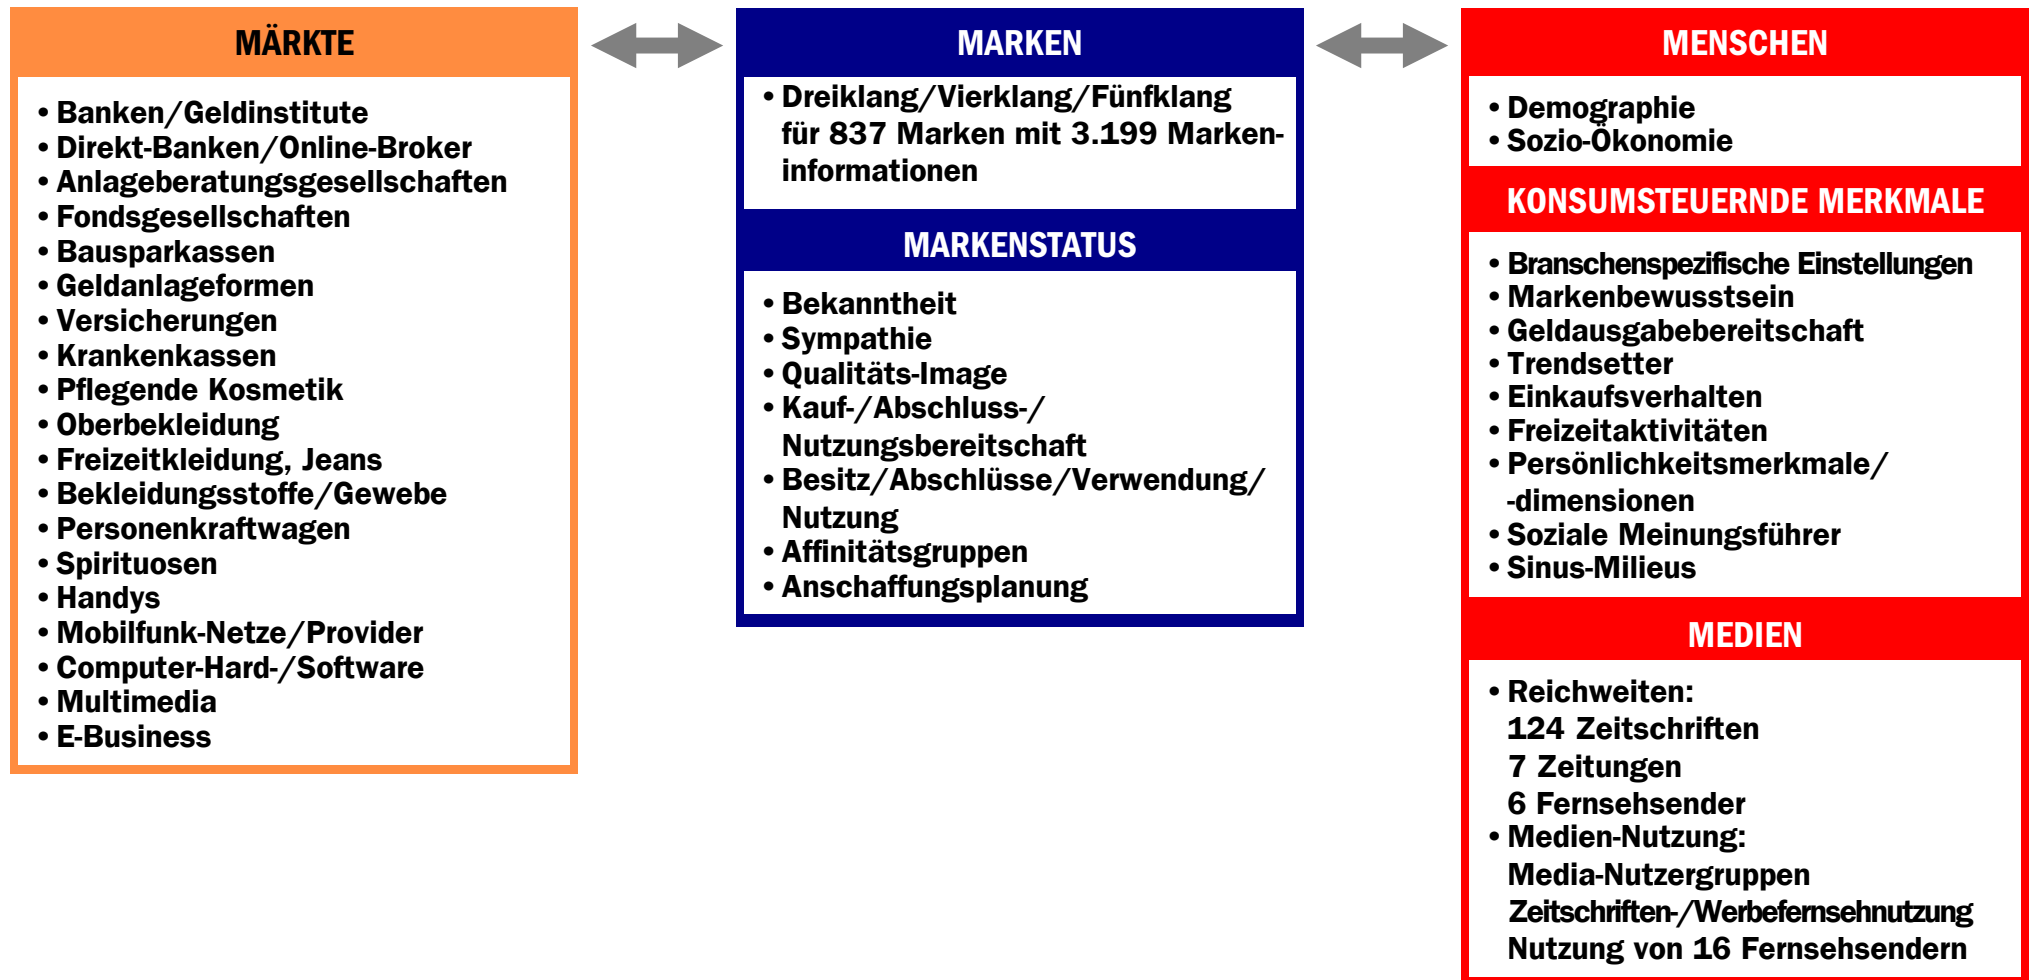 MÄRKTE
• Banken/Geldinstitute
• Direkt-Banken/Online-Broker
• Anlageberatungsgesellschaften
• Fondsgesellschaften
• Bausparkassen
• Geldanlageformen
• Versicherungen
• Krankenkassen
• Pflegende Kosmetik
• Oberbekleidung
• Freizeitkleidung, Jeans
• Bekleidungsstoffe/Gewebe
• Personenkraftwagen
• Spirituosen
• Handys
• Mobilfunk-Netze/Provider
• Computer-Hard-/Software
• Multimedia
• E-Business
MARKEN
• Dreiklang/Vierklang/Fünfklang
für 837 Marken mit 3.199 Marken-
informationen
MARKENSTATUS
• Bekanntheit
• Sympathie
• Qualitäts-Image
• Kauf-/Abschluss-/
Nutzungsbereitschaft
• Besitz/Abschlüsse/Verwendung/
Nutzung
• Affinitätsgruppen
• Anschaffungsplanung
MENSCHEN
• Demographie
• Sozio-Ökonomie
KONSUMSTEUERNDE MERKMALE
• Branschenspezifische Einstellungen
• Markenbewusstsein
• Geldausgabebereitschaft
• Trendsetter
• Einkaufsverhalten
• Freizeitaktivitäten
• Persönlichkeitsmerkmale/
-dimensionen
• Soziale Meinungsführer
• Sinus-Milieus
MEDIEN
• Reichweiten:
124 Zeitschriften
7 Zeitungen
6 Fernsehsender
• Medien-Nutzung:
Media-Nutzergruppen
Zeitschriften-/Werbefernsehnutzung
Nutzung von 16 Fernsehsendern